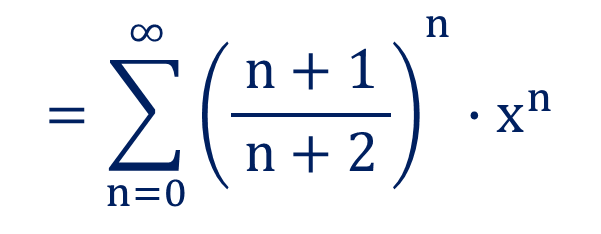 = ∑_{n=0}^{∞} ( (n + 1)/(n + 2) )^n · x^n